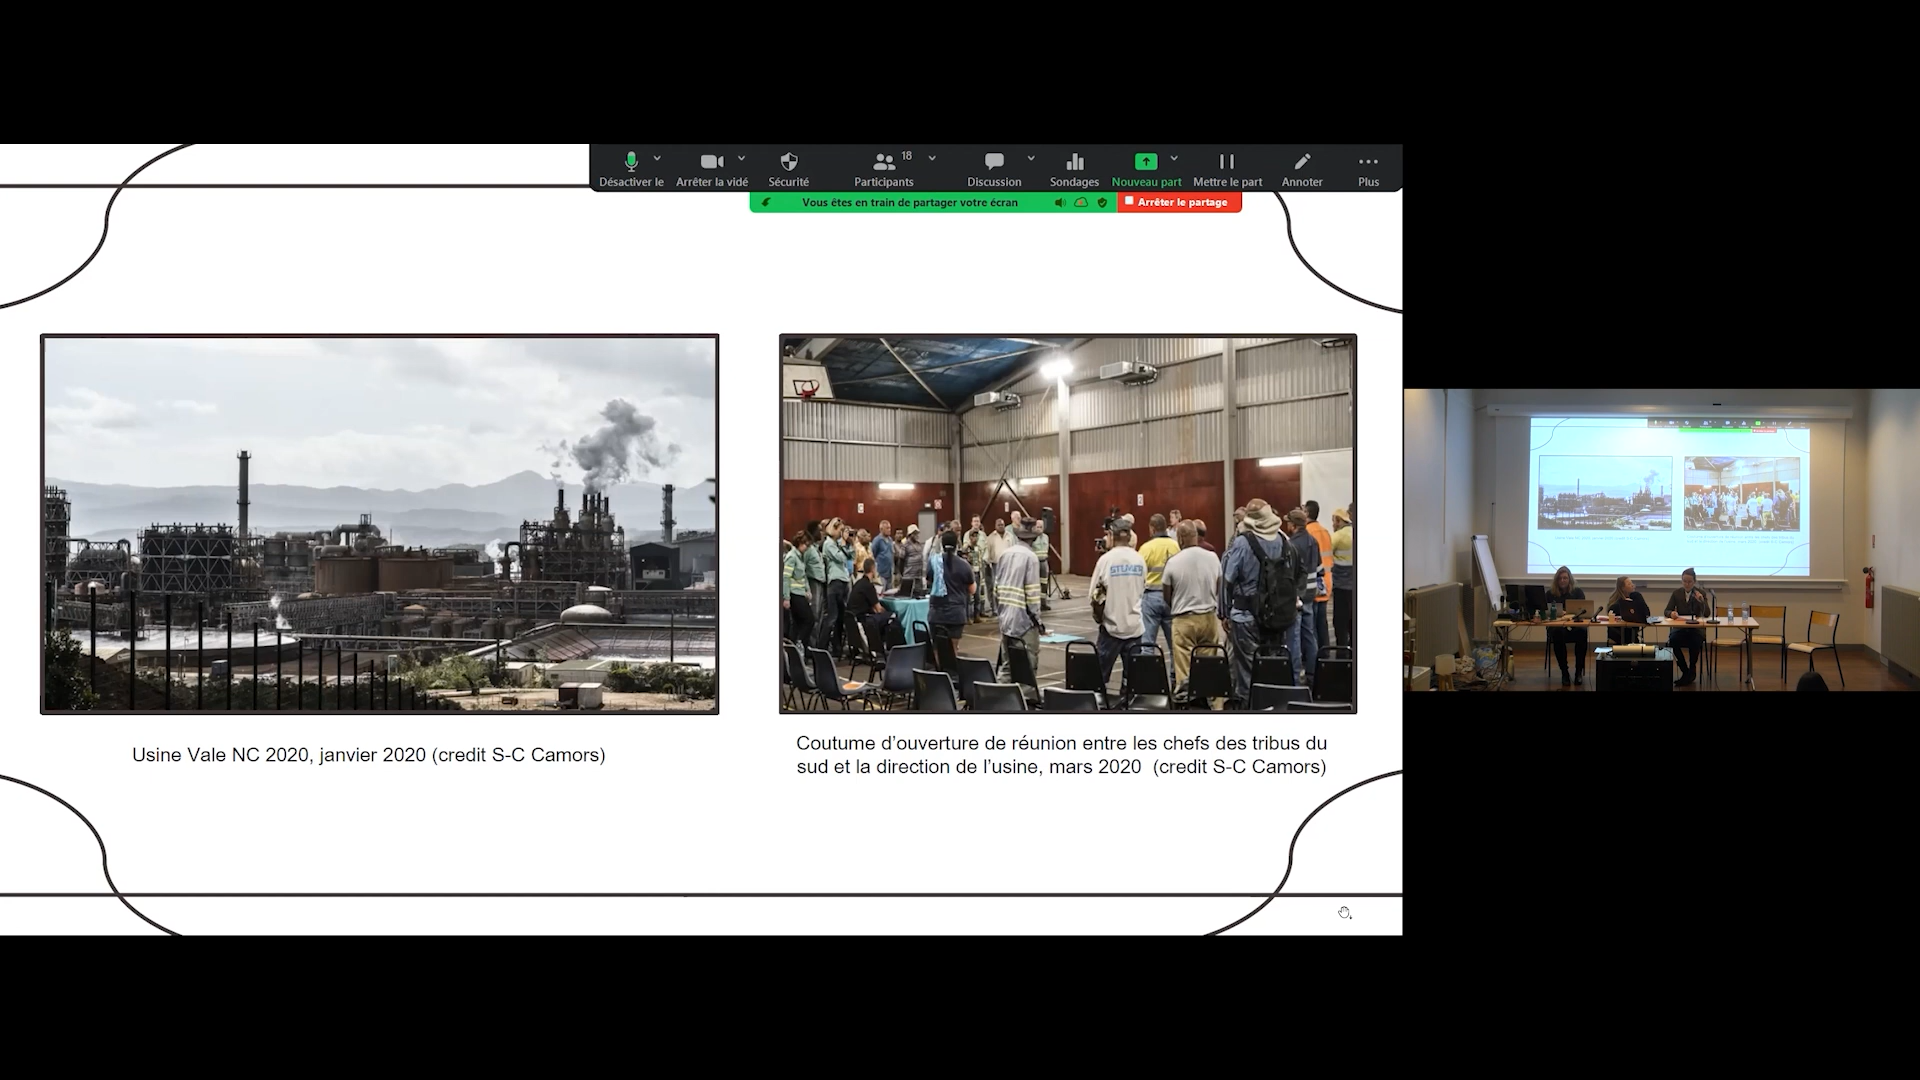 18
Désactiver le
Arrêter la vidé
Sécurité
Participants
Discussion
Sondages
Nouveau part
Mettre le part
Annoter
Plus
Vous êtes en train de partager votre écran
Arrêter le partage
Usine Vale NC 2020, janvier 2020 (credit S-C Camors)
Coutume d’ouverture de réunion entre les chefs des tribus du
sud et la direction de l’usine, mars 2020 (credit S-C Camors)